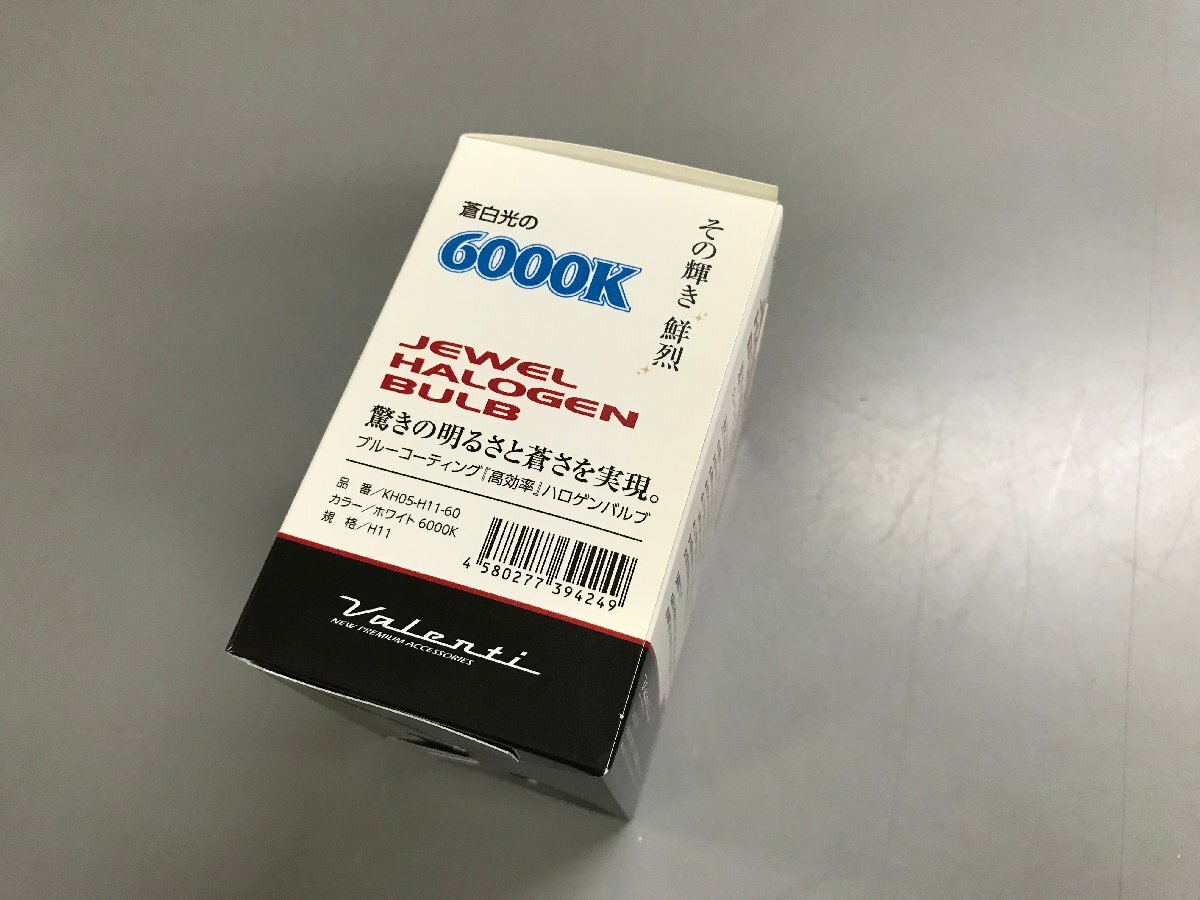 蒼白光の
6000K
その輝き 鮮烈
JEWEL
HALOGEN
BULB
驚きの明るさと蒼さを実現。
ブルーコーティング 高効率 ハロゲンバルブ
品 番/KH05-H11-60
カラー/ホワイト 6000K
規 格/H11
4 580277 394249
Valenti
NEW PREMIUM ACCESSORIES